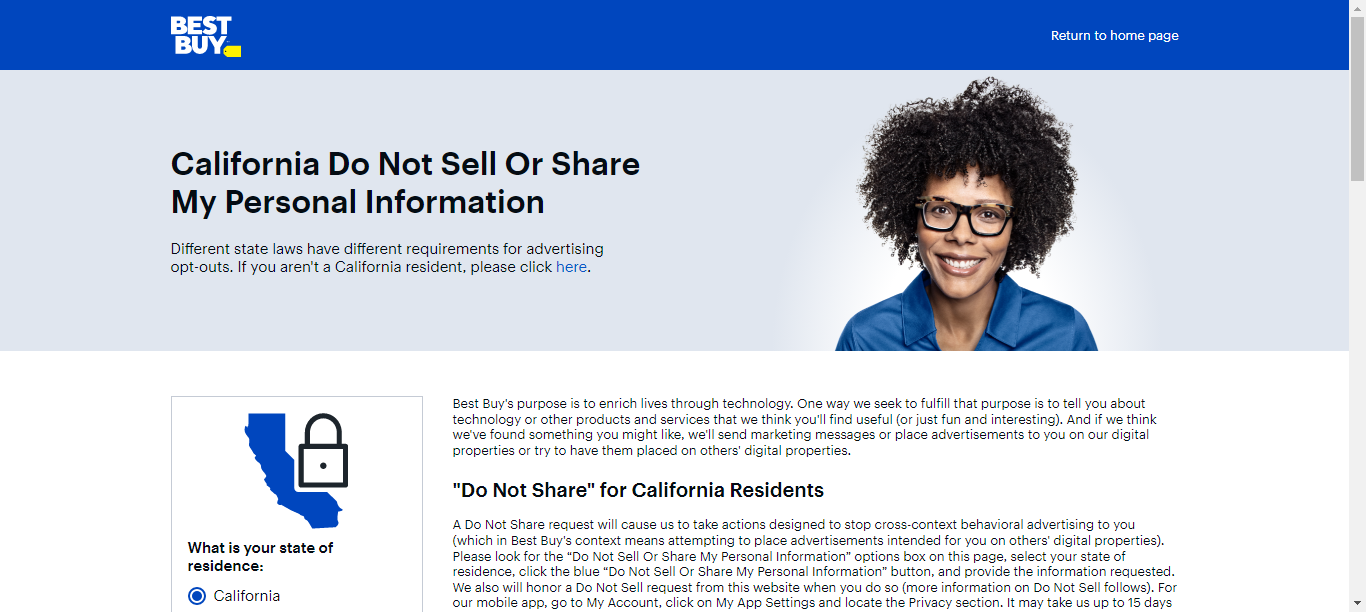 BEST
BUY
Return to home page
California Do Not Sell Or Share
My Personal Information
Different state laws have different requirements for advertising
opt-outs. If you aren't a California resident, please click here.
What is your state of
residence:
California
Best Buy's purpose is to enrich lives through technology. One way we seek to fulfill that purpose is to tell you about
technology or other products and services that we think you'll find useful (or just fun and interesting). And if we think
we've found something you might like, we'll send marketing messages or place advertisements to you on our digital
properties or try to have them placed on others' digital properties.
"Do Not Share" for California Residents
A Do Not Share request will cause us to take actions designed to stop cross-context behavioral advertising to you
(which in Best Buy's context means attempting to place advertisements intended for you on others' digital properties).
Please look for the “Do Not Sell Or Share My Personal Information” options box on this page, select your state of
residence, click the blue “Do Not Sell Or Share My Personal Information” button, and provide the information requested.
We also will honor a Do Not Sell request from this website when you do so (more information on Do Not Sell follows). For
our mobile app, go to My Account, click on My App Settings and locate the Privacy section. It may take us up to 15 days